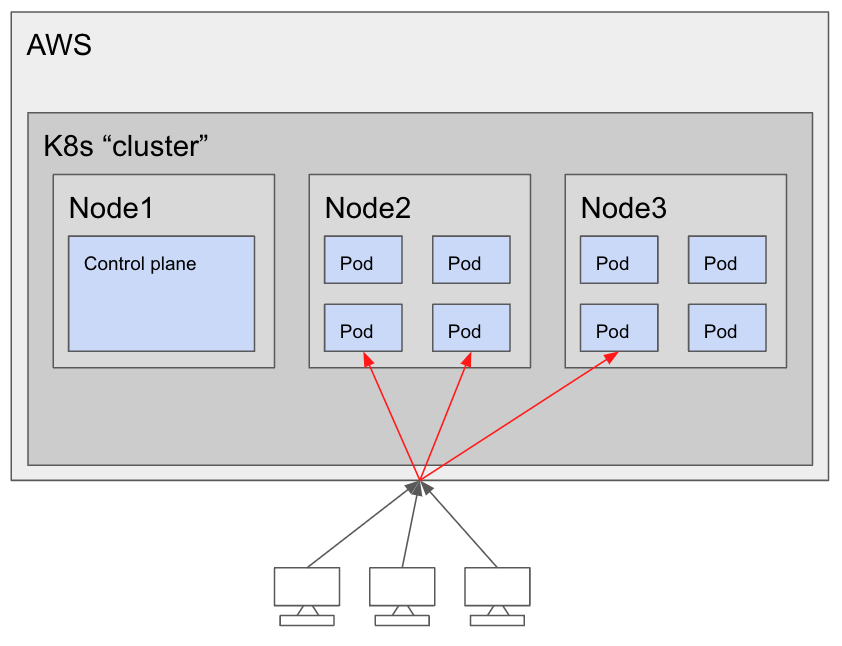 AWS
K8s “cluster”
Node1
Control plane
Node2
Pod
Pod
Pod
Pod
Node3
Pod
Pod
Pod
Pod